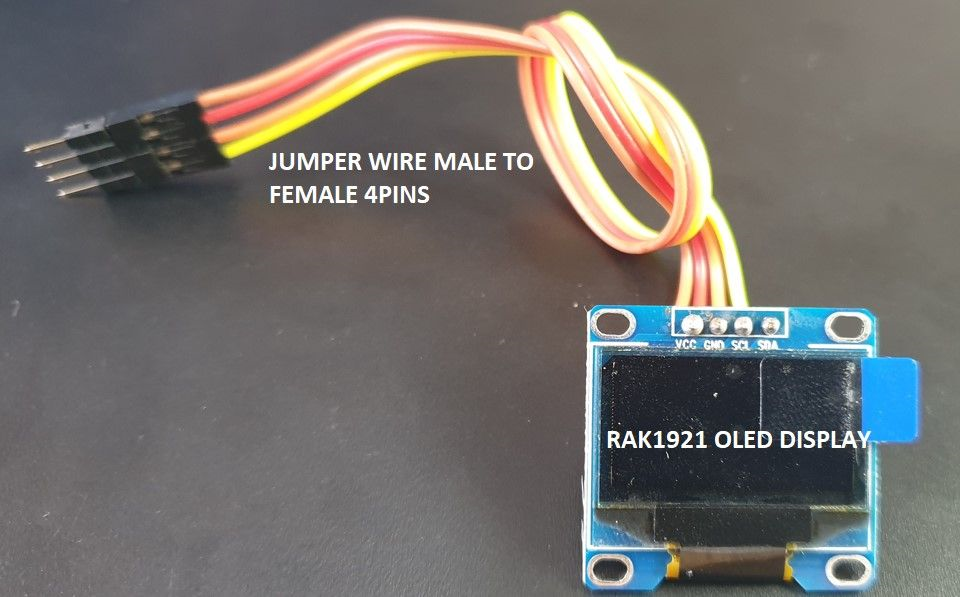 JUMPER WIRE MALE TO
FEMALE 4PINS
VCC GND SCL SDA
RAK1921 OLED DISPLAY